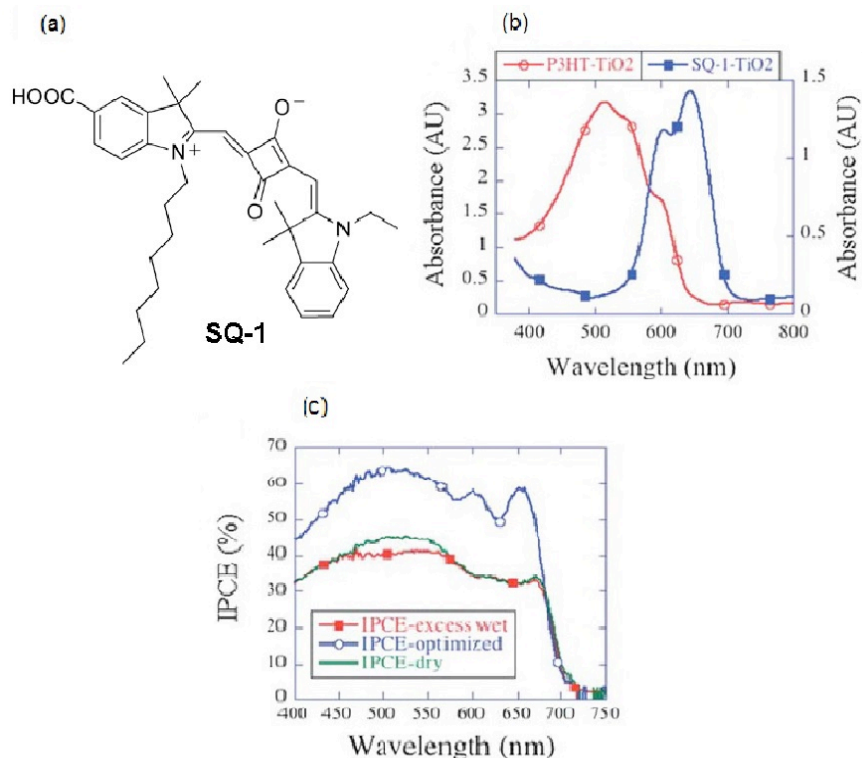 (a)
HOOC
N
+
O
−
O
N
SQ-1
(b)
P3HT-TiO2
SQ-1-TiO2
3.5
3
2.5
2
1.5
1
0.5
0
Absorbance (AU)
1.5
1
0.5
0
Absorbance (AU)
400 500 600 700 800
Wavelength (nm)
(c)
70
60
50
40
30
20
10
0
IPCE (%)
IPCE-excess wet
IPCE-optimized
IPCE-dry
400 450 500 550 600 650 700 750
Wavelength (nm)